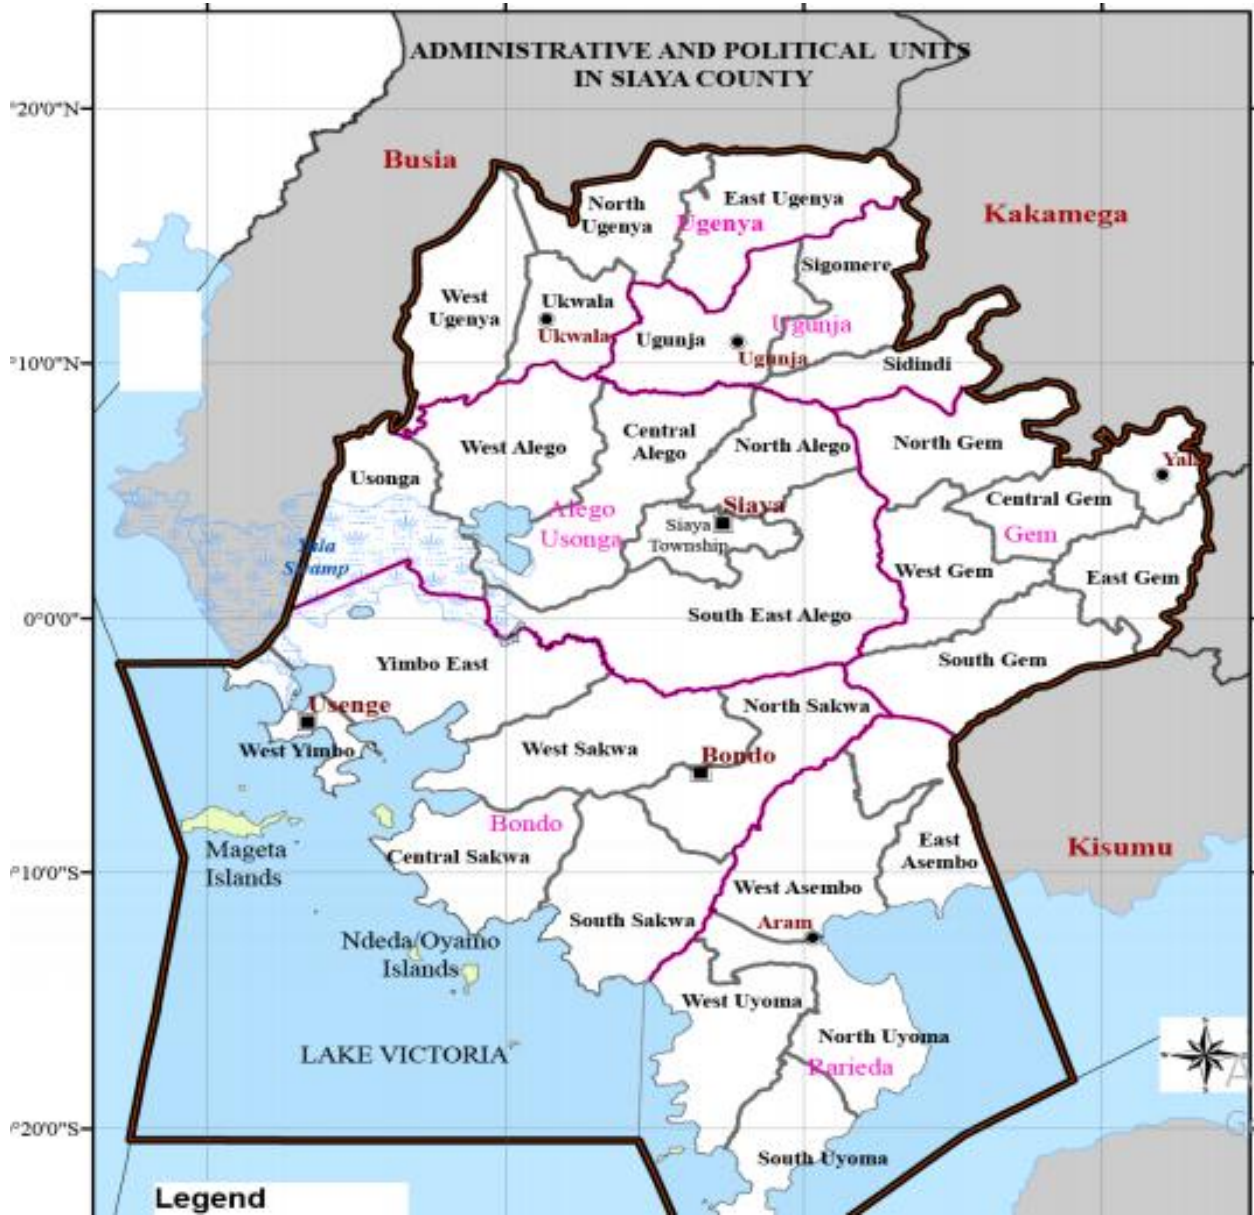 ADMINISTRATIVE AND POLITICAL UNITS
IN SIAYA COUNTY
°20'0"N
Busia
North
Ugenya
East Ugenya
Ugenya
Kakamega
Sigomere
West
Ugenya
Ukwala
Ukwala
Ugunja
Ugunja
Ugunja
°10'0"N
Sidindi
West Alego
Central
Alego
North Alego
North Gem
Usonga
Yala
Central Gem
Alego
Usonga
Siaya
Siaya
Township
Gem
Yala
Swamp
West Gem
East Gem
0°0'0"
South East Alego
Yimbo East
South Gem
Usenge
North Sakwa
West Yimbo
West Sakwa
Bondo
Bondo
Mageta
Islands
Central Sakwa
East
Asembo
Kisumu
°10'0"S
West Asembo
South Sakwa
Aram
Ndeda/Oyamo
Islands
West Uyoma
North Uyoma
LAKE VICTORIA
Rarieda
°20'0"S
South Uyoma
Legend